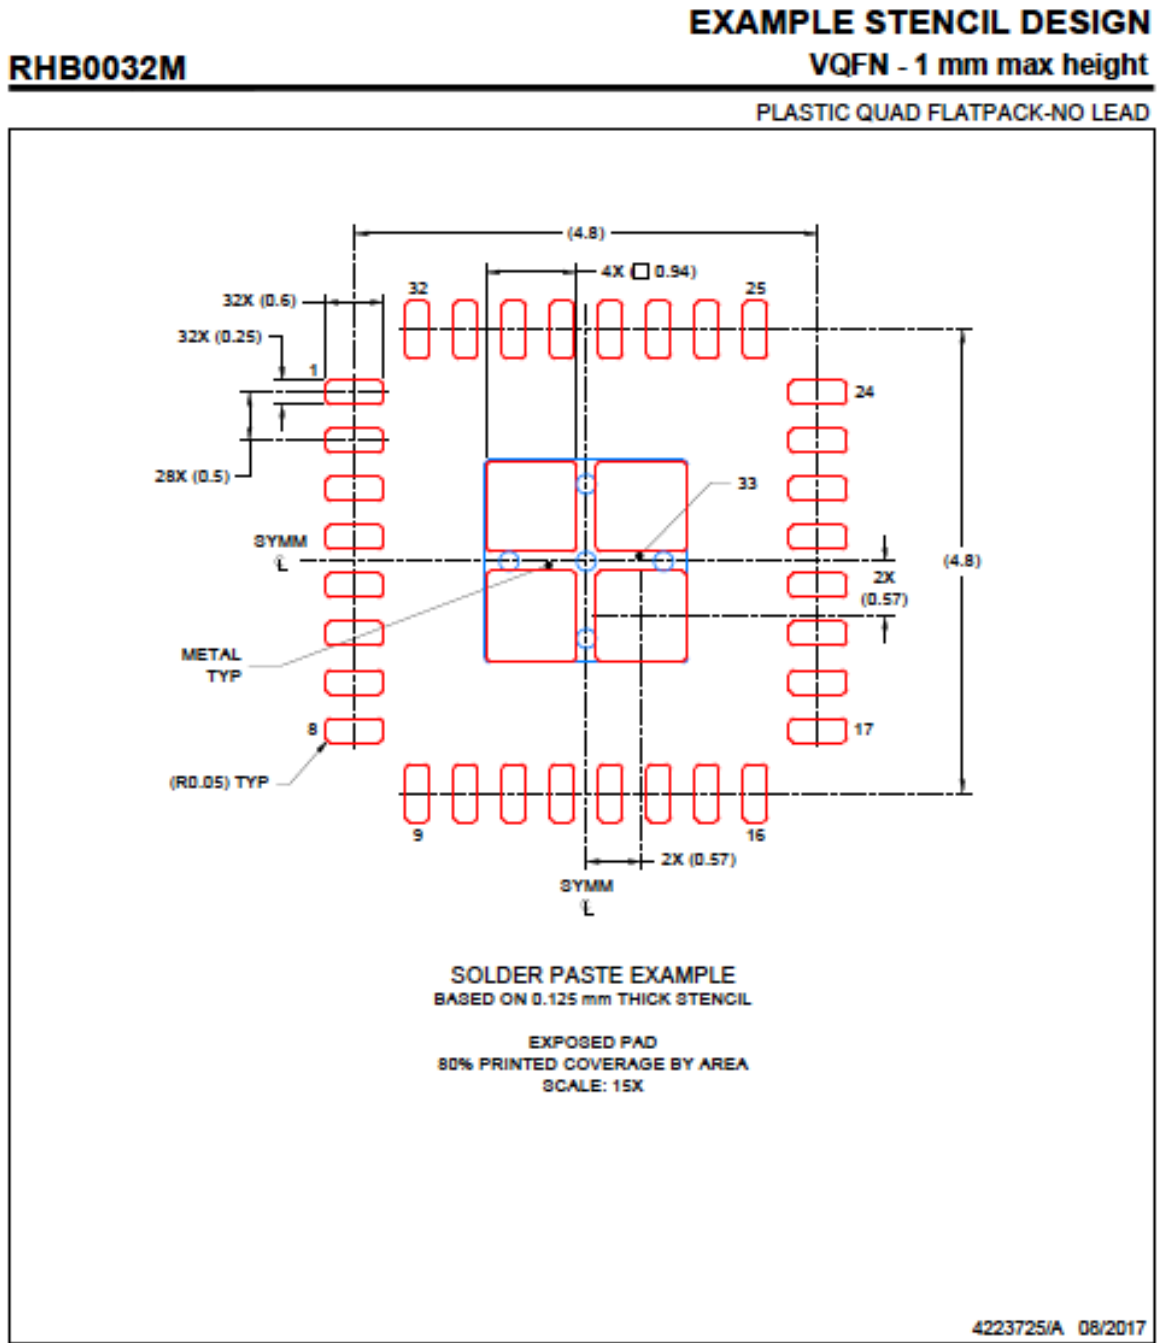 EXAMPLE STENCIL DESIGN
RHB0032M
VQFN - 1 mm max height
PLASTIC QUAD FLATPACK-NO LEAD
(4.8)
4X (☐ 0.94)
32X (0.6)
32
25
32X (0.25)
1
24
28X (0.5)
33
SYMM
℄
(4.8)
2X
(0.57)
METAL
TYP
8
17
(R0.05) TYP
9
16
2X (0.57)
SYMM
℄
SOLDER PASTE EXAMPLE
BASED ON 0.125 mm THICK STENCIL
EXPOSED PAD
80% PRINTED COVERAGE BY AREA
SCALE: 15X
4223725/A 08/2017